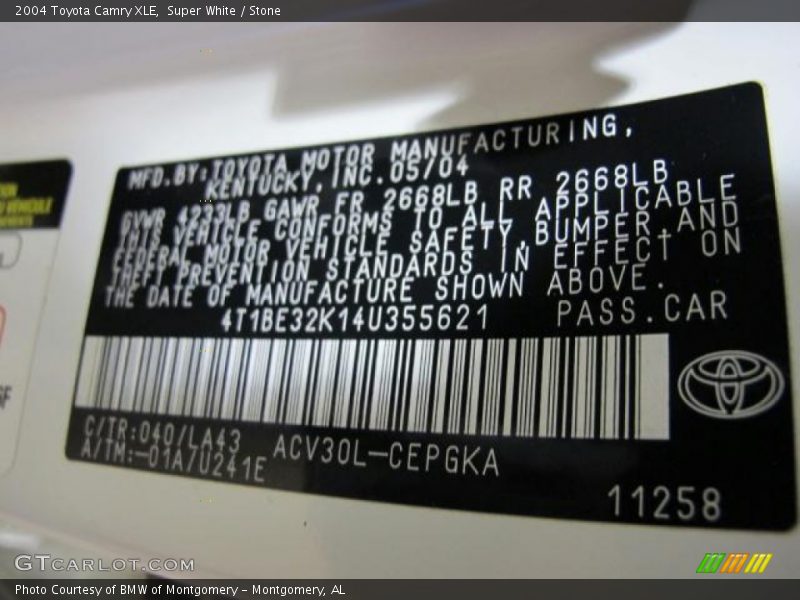 2004 Toyota Camry XLE,  Super White / Stone
MFD.BY:TOYOTA MOTOR MANUFACTURING,
KENTUCKY,INC.05/04
GVWR 4233LB GAWR FR 2668LB RR 2668LB
THIS VEHICLE CONFORMS TO ALL APPLICABLE
FEDERAL MOTOR VEHICLE SAFETY,BUMPER,AND
THEFT PREVENTION STANDARDS IN EFFECT ON
THE DATE OF MANUFACTURE SHOWN ABOVE.
4T1BE32K14U355621 PASS.CAR
C/TR:040/LA43 ACV30L-CEPGKA
A/TM:-01A/U241E
11258
GTCARLOT.COM
Photo Courtesy of BMW of Montgomery - Montgomery, AL